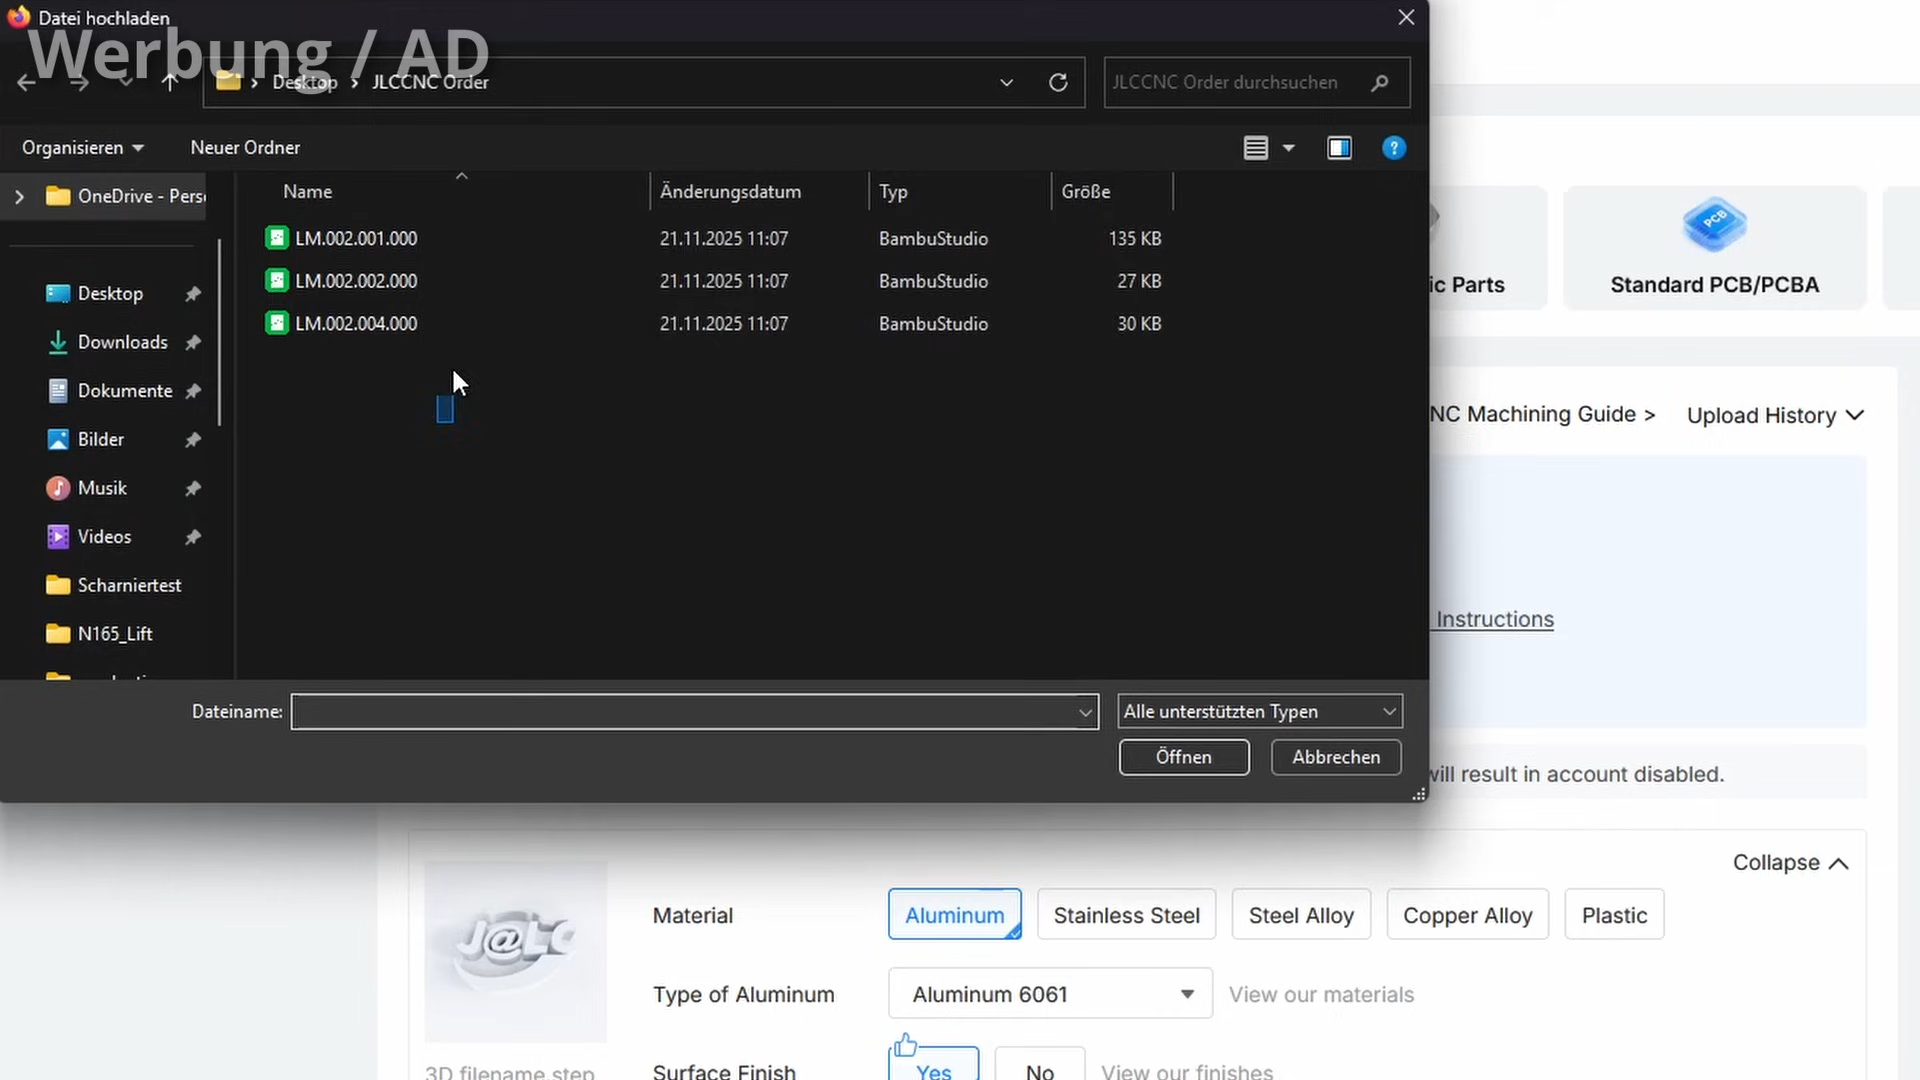 Datei hochladen
Werbung / AD
Desktop
JLCCNC Order
JLCCNC Order durchsuchen
Organisieren
Neuer Ordner
?
OneDrive - Pers
Name
Änderungsdatum
Typ
Größe
LM.002.001.000
21.11.2025 11:07
BambuStudio
135 KB
LM.002.002.000
21.11.2025 11:07
BambuStudio
27 KB
LM.002.004.000
21.11.2025 11:07
BambuStudio
30 KB
Desktop
Downloads
Dokumente
Bilder
Musik
Videos
Scharniertest
N165_Lift
Dateiname:
Alle unterstützten Typen
Öffnen
Abbrechen
PCB
ic Parts
Standard PCB/PCBA
NC Machining Guide >
Upload History
Instructions
will result in account disabled.
Collapse
J@LC
3D filename.step
Material
Aluminum
Stainless Steel
Steel Alloy
Copper Alloy
Plastic
Type of Aluminum
Aluminum 6061
View our materials
Surface Finish
Yes
No
View our finishes